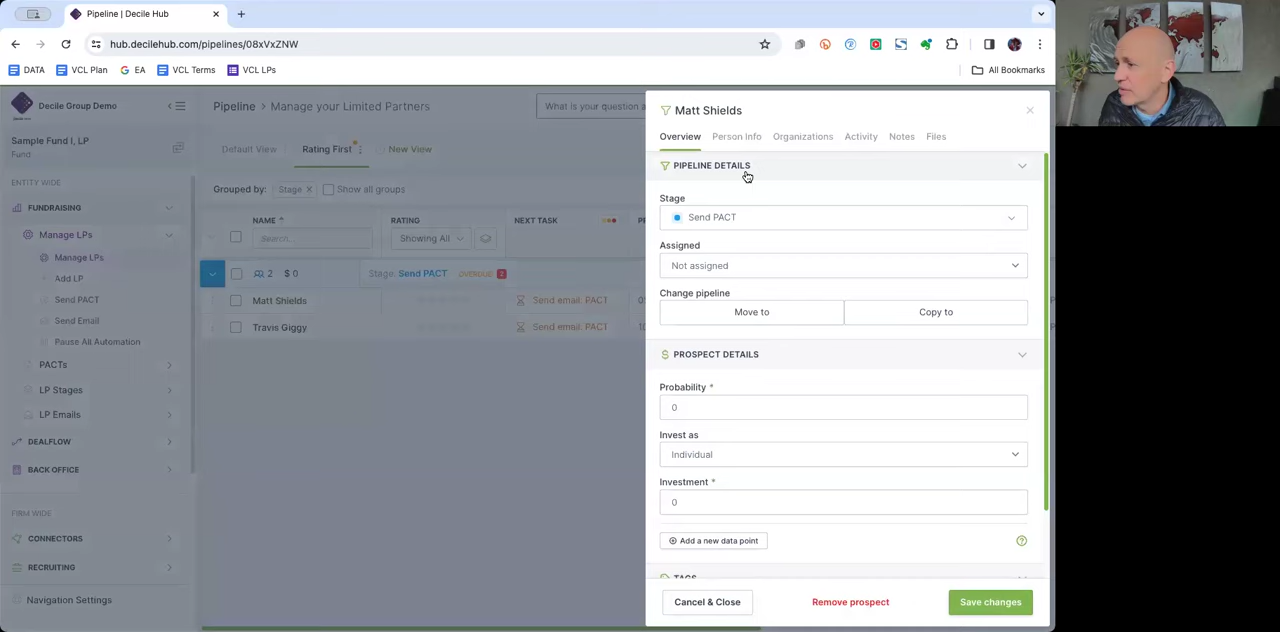 Pipeline | Decile Hub
hub.decilehub.com/pipelines/08xVxZNW
DATA VCL Plan EA VCL Terms VCL LPs All Bookmarks
Decile Group Demo
Sample Fund I, LP
Fund
ENTITY WIDE
FUNDRAISING
Manage LPs
Manage LPs
Add LP
Send PACT
Send Email
Pause All Automation
PACTs
LP Stages
LP Emails
DEALFLOW
BACK OFFICE
FIRM WIDE
CONNECTORS
RECRUITING
Navigation Settings
Pipeline > Manage your Limited Partners
What is your question a
Default View Rating First New View
Grouped by: Stage Show all groups
NAME RATING NEXT TASK
Search... Showing All
2 $ 0 Stage: Send PACT OVERDUE 2
Matt Shields Send email: PACT
Travis Giggy Send email: PACT
Matt Shields
Overview Person Info Organizations Activity Notes Files
PIPELINE DETAILS
Stage
Send PACT
Assigned
Not assigned
Change pipeline
Move to Copy to
PROSPECT DETAILS
Probability *
0
Invest as
Individual
Investment *
0
Add a new data point
TAGS
Cancel & Close Remove prospect Save changes